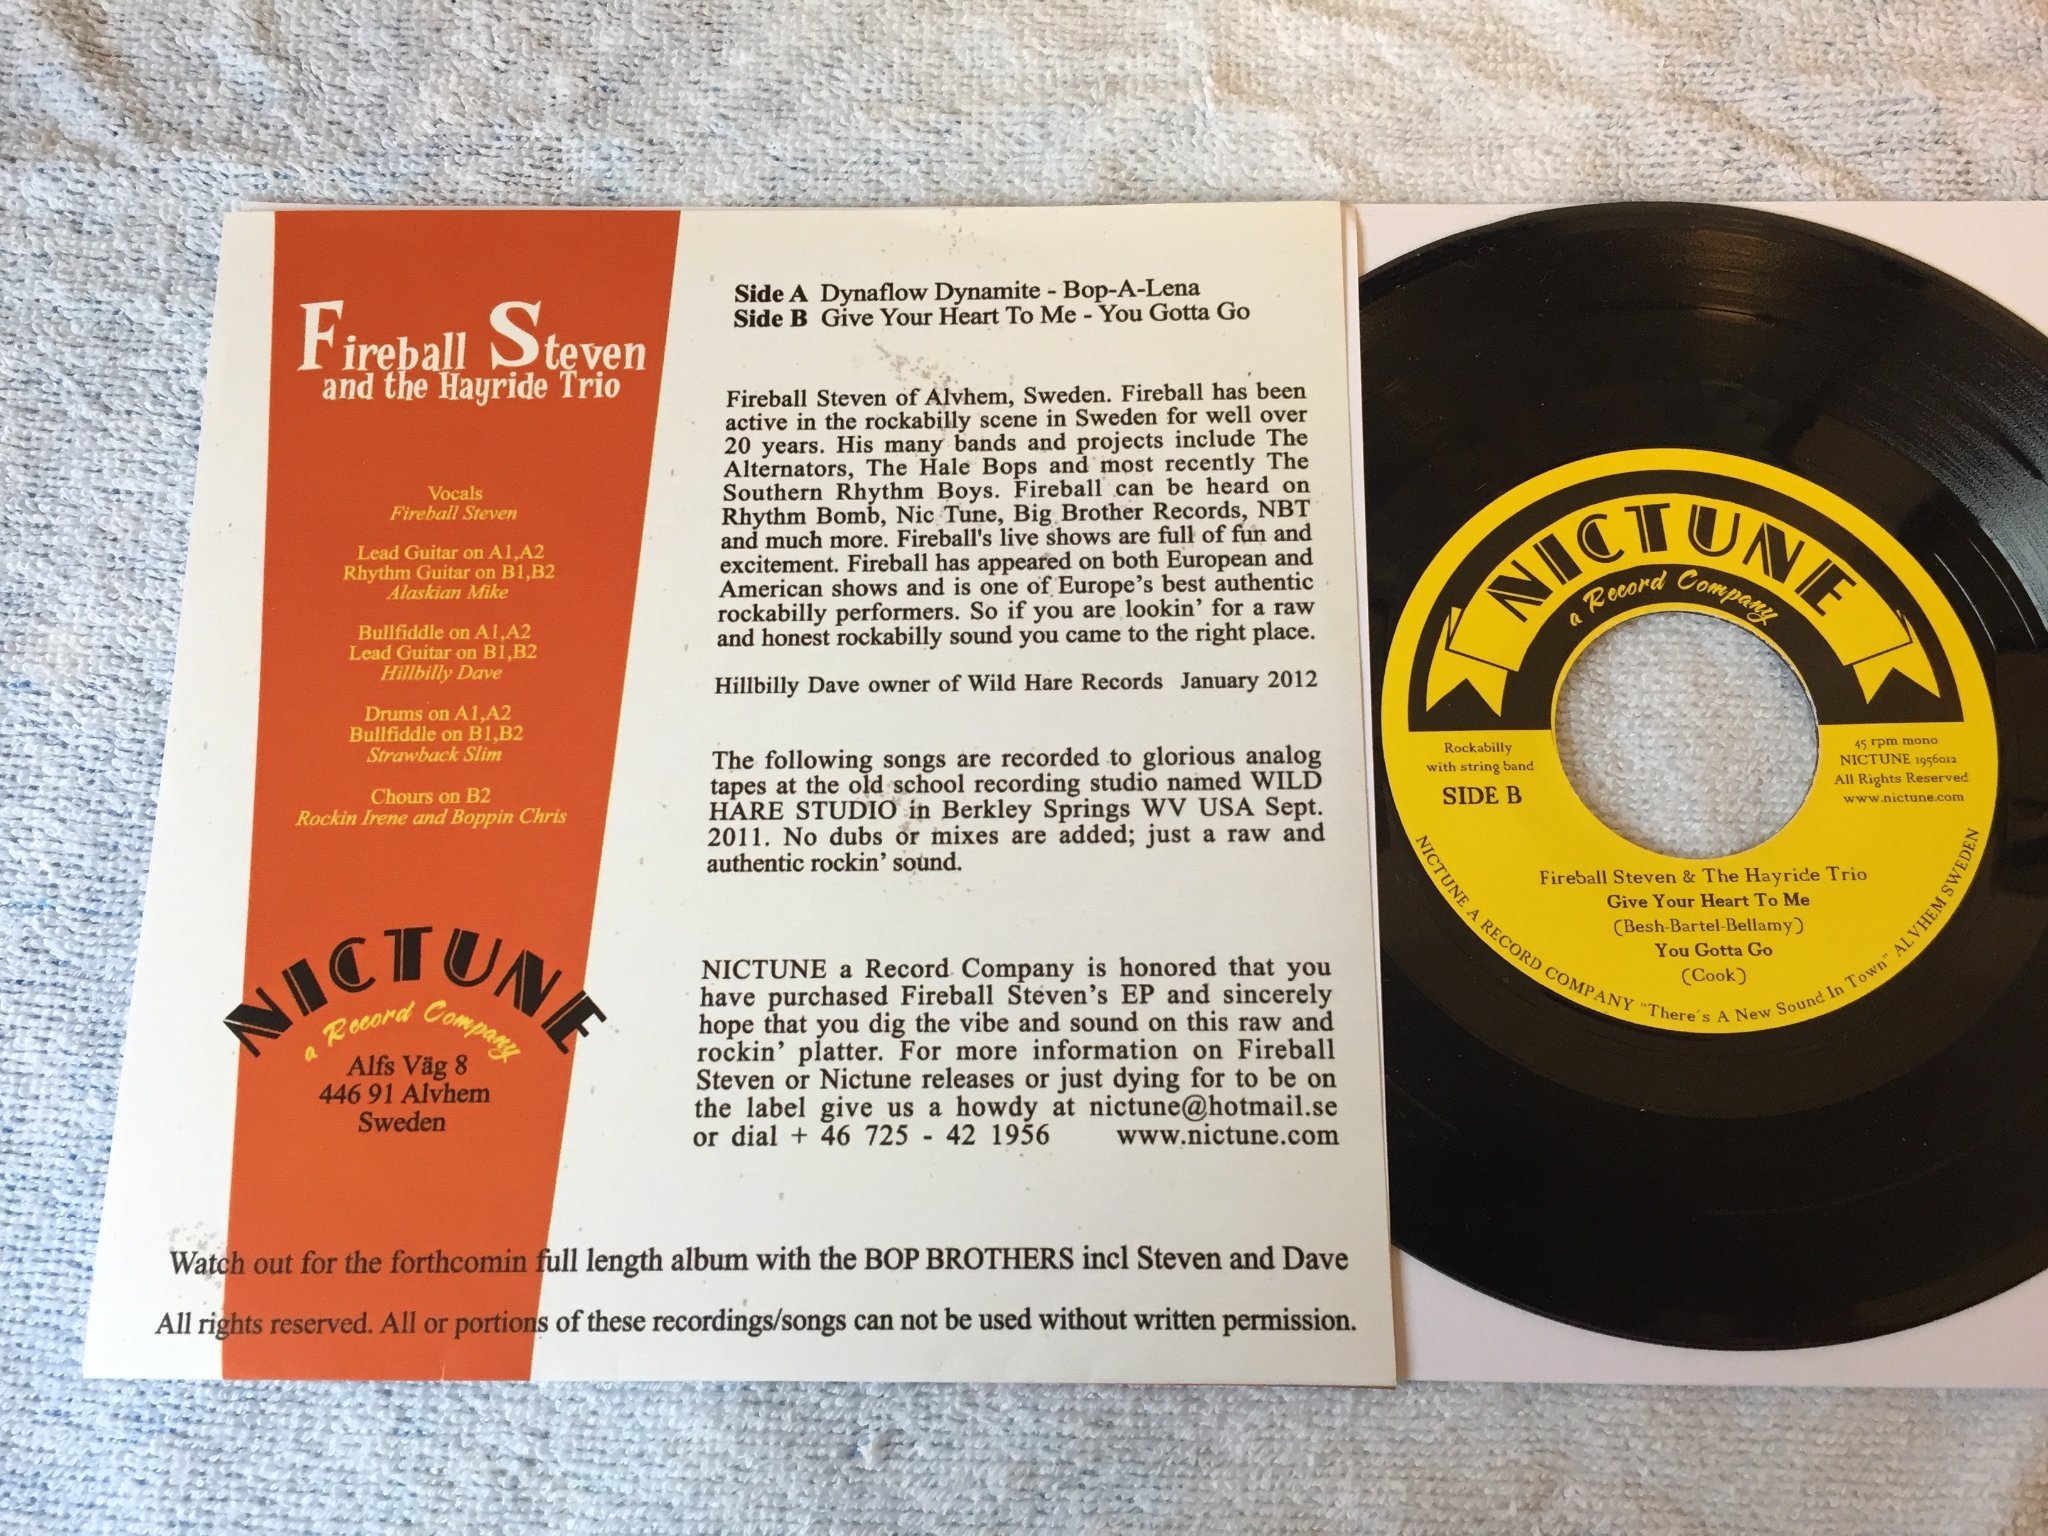 Fireball Steven
and the Hayride Trio
Vocals
Fireball Steven
Lead Guitar on A1,A2
Rhythm Guitar on B1,B2
Alaskian Mike
Bullfiddle on A1,A2
Lead Guitar on B1,B2
Hillbilly Dave
Drums on A1,A2
Bullfiddle on B1,B2
Strawback Slim
Chours on B2
Rockin Irene and Boppin Chris
NICTUNE
a Record Company
Alfs Väg 8
446 91 Alvhem
Sweden
Side A Dynaflow Dynamite - Bop-A-Lena
Side B Give Your Heart To Me - You Gotta Go
Fireball Steven of Alvhem, Sweden. Fireball has been
active in the rockabilly scene in Sweden for well over
20 years. His many bands and projects include The
Alternators, The Hale Bops and most recently The
Southern Rhythm Boys. Fireball can be heard on
Rhythm Bomb, Nic Tune, Big Brother Records, NBT
and much more. Fireball's live shows are full of fun and
excitement. Fireball has appeared on both European and
American shows and is one of Europe's best authentic
rockabilly performers. So if you are lookin' for a raw
and honest rockabilly sound you came to the right place.
Hillbilly Dave owner of Wild Hare Records January 2012
The following songs are recorded to glorious analog
tapes at the old school recording studio named WILD
HARE STUDIO in Berkley Springs WV USA Sept.
2011. No dubs or mixes are added; just a raw and
authentic rockin' sound.
NICTUNE a Record Company is honored that you
have purchased Fireball Steven's EP and sincerely
hope that you dig the vibe and sound on this raw and
rockin' platter. For more information on Fireball
Steven or Nictune releases or just dying for to be on
the label give us a howdy at nictune@hotmail.se
or dial + 46 725 - 42 1956 www.nictune.com
Watch out for the forthcomin full length album with the BOP BROTHERS incl Steven and Dave
All rights reserved. All or portions of these recordings/songs can not be used without written permission.
NICTUNE
a Record Company
Rockabilly
with string band
SIDE B
45 rpm mono
NICTUNE 1956012
All Rights Reserved
www.nictune.com
Fireball Steven & The Hayride Trio
Give Your Heart To Me
(Besh-Bartel-Bellamy)
You Gotta Go
(Cook)
NICTUNE A RECORD COMPANY "There's A New Sound In Town" ALVHEM SWEDEN